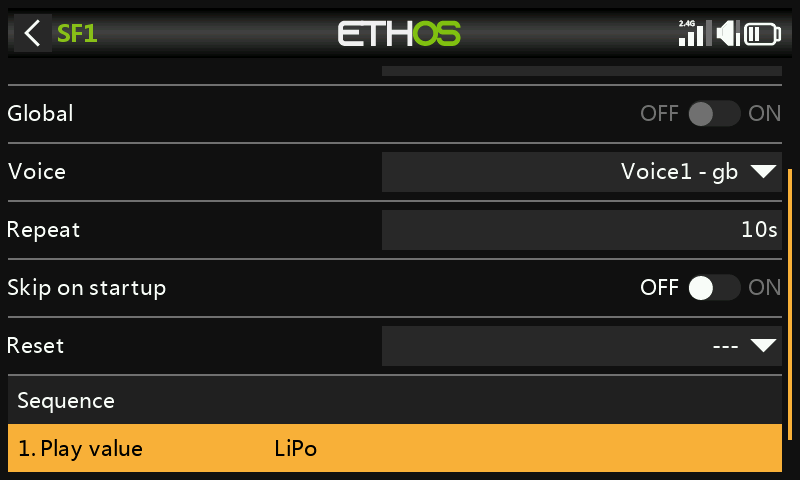 SF1 ETHOS 2.4G
Global OFF ON
Voice Voice1 - gb
Repeat 10s
Skip on startup OFF ON
Reset ---
Sequence
1. Play value LiPo